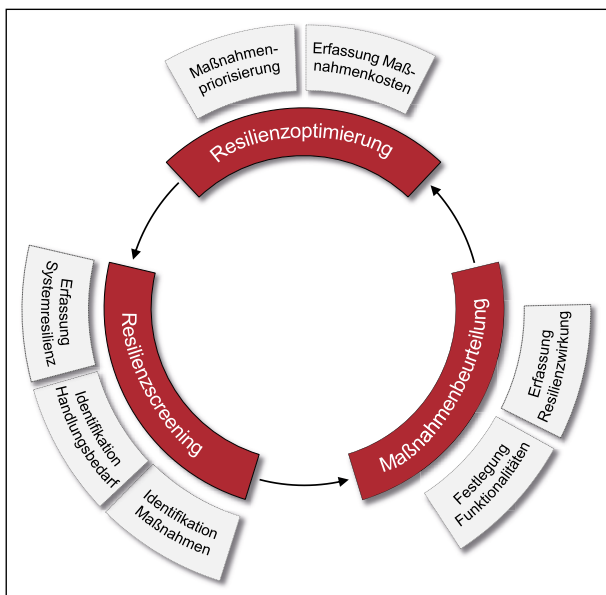 Maßnahmen-
priorisierung
Erfassung Maß-
nahmenkosten
Resilienzoptimierung
Erfassung
Systemresilienz
Identifikation
Handlungsbedarf
Identifikation
Maßnahmen
Resilienzscreening
Maßnahmenbeurteilung
Erfassung
Resilienzwirkung
Festlegung
Funktionalitäten